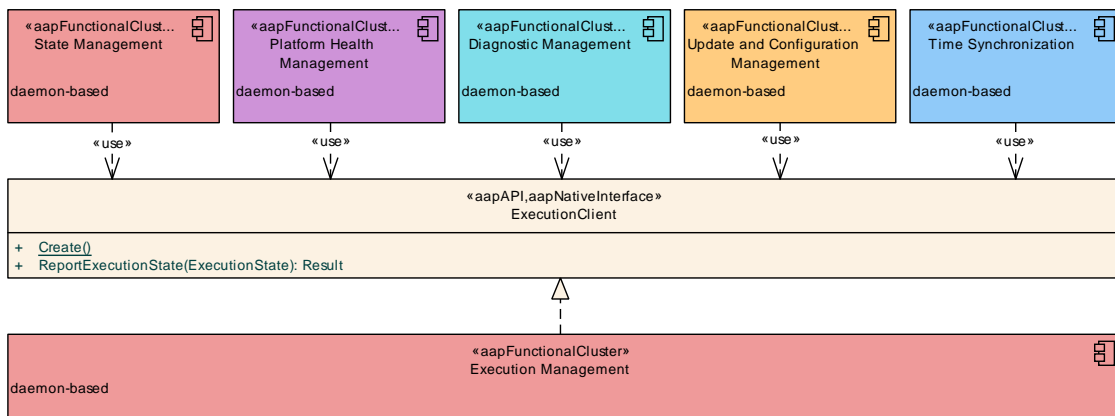 «aapFunctionalClust...
State Management
daemon-based
«aapFunctionalClust...
Platform Health
Management
daemon-based
«aapFunctionalClust...
Diagnostic Management
daemon-based
«aapFunctionalClust...
Update and Configuration
Management
daemon-based
«aapFunctionalClust...
Time Synchronization
daemon-based
«use»
«use»
«use»
«use»
«use»
«aapAPI,aapNativeInterface»
ExecutionClient
+ Create()
+ ReportExecutionState(ExecutionState): Result
«aapFunctionalCluster»
Execution Management
daemon-based